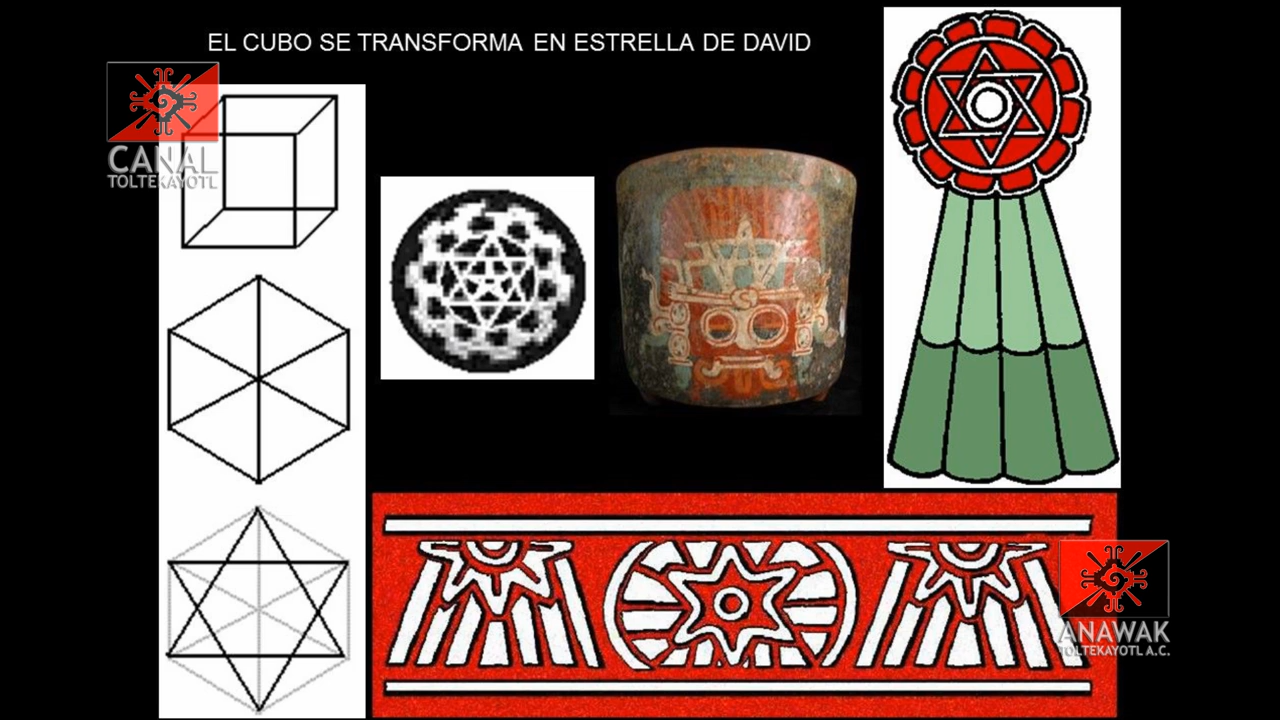 EL CUBO SE TRANSFORMA EN ESTRELLA DE DAVID
CANAL
TOLTEKAYOTL
ANAWAK
TOLTEKAYOTL A.C.